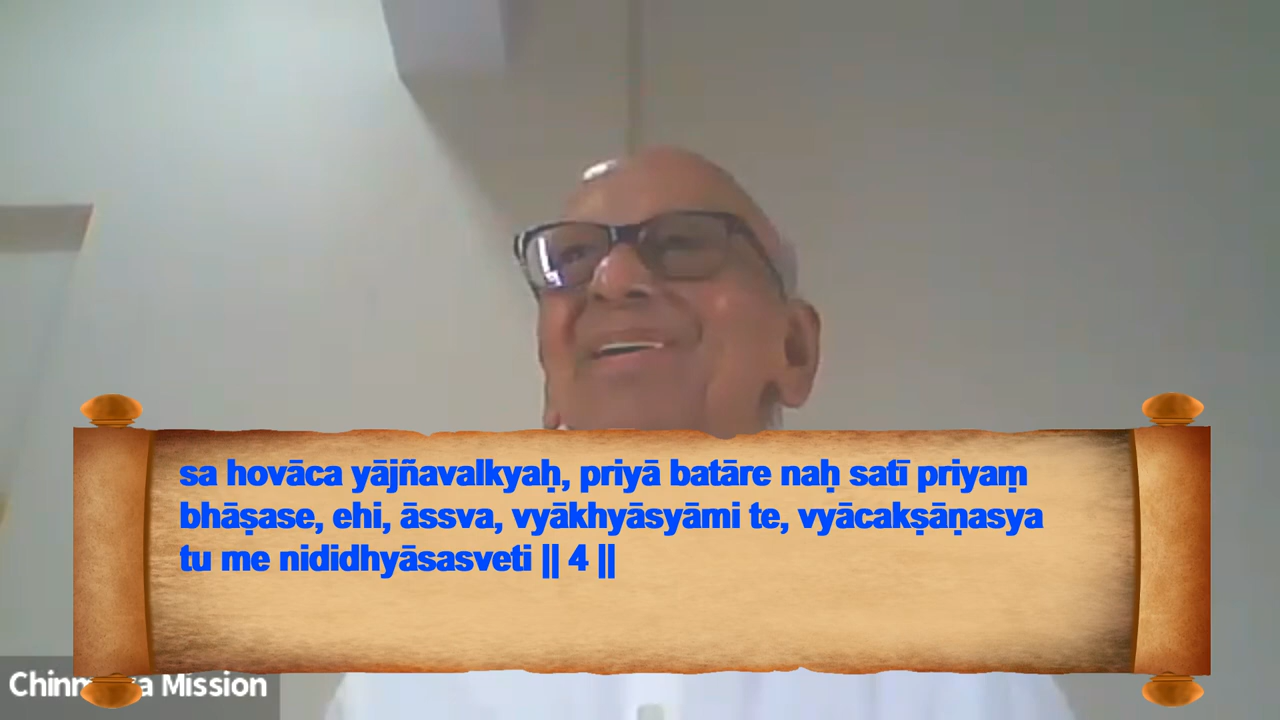 sa hovāca yājñavalkyaḥ, priyā batāre naḥ satī priyaṃ
bhāṣase, ehi, āssva, vyākhyāsyāmi te, vyācakṣāṇasya
tu me nididhyāsasveti || 4 ||
Mission